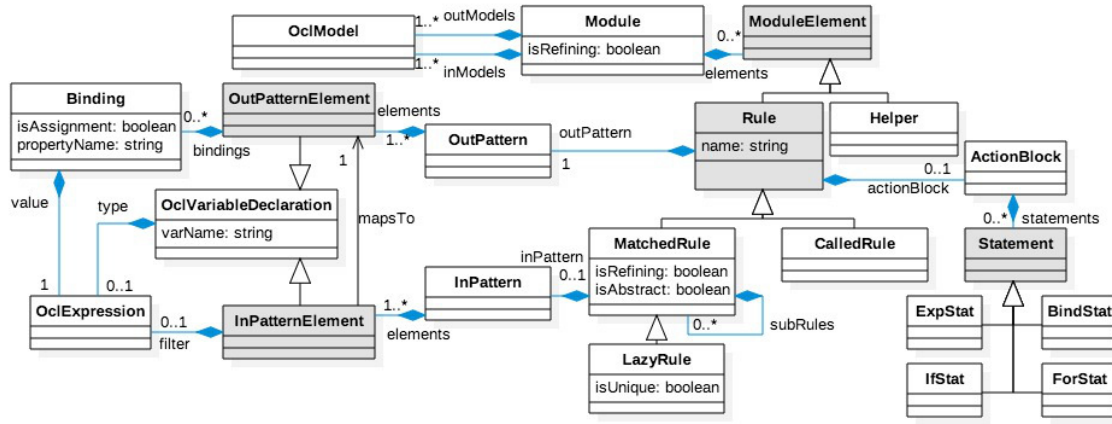 OclModel
1..*
outModels
1..*
inModels
Module
isRefining: boolean
0..*
elements
ModuleElement
Binding
isAssignment: boolean
propertyName: string
0..*
bindings
OutPatternElement
elements
1..*
OutPattern
outPattern
1
Rule
name: string
Helper
0..1
actionBlock
ActionBlock
0..*
statements
value
1
type
0..1
OclVariableDeclaration
varName: string
1
mapsTo
MatchedRule
isRefining: boolean
isAbstract: boolean
CalledRule
Statement
inPattern
0..1
InPattern
1..*
elements
0..*
subRules
OclExpression
0..1
filter
InPatternElement
LazyRule
isUnique: boolean
ExpStat
BindStat
IfStat
ForStat